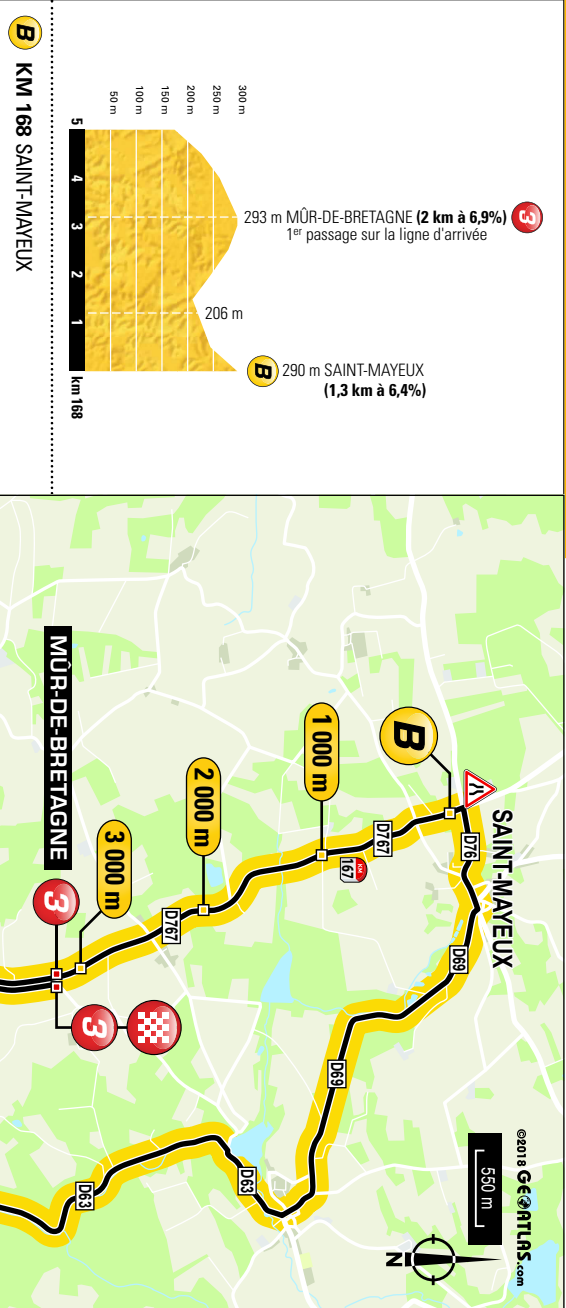 B KM 168 SAINT-MAYEUX
50 m
100 m
150 m
200 m
250 m
300 m
5
4
3
2
1
km 168
293 m MÛR-DE-BRETAGNE (2 km à 6,9%) 3
1er passage sur la ligne d'arrivée
206 m
B 290 m SAINT-MAYEUX
(1,3 km à 6,4%)
MÛR-DE-BRETAGNE
3
3
3 000 m
2 000 m
1 000 m
B
SAINT-MAYEUX
D76
D767
KM
167
D767
D69
D69
D63
D63
©2018 GEOATLAS.com
550 m
N